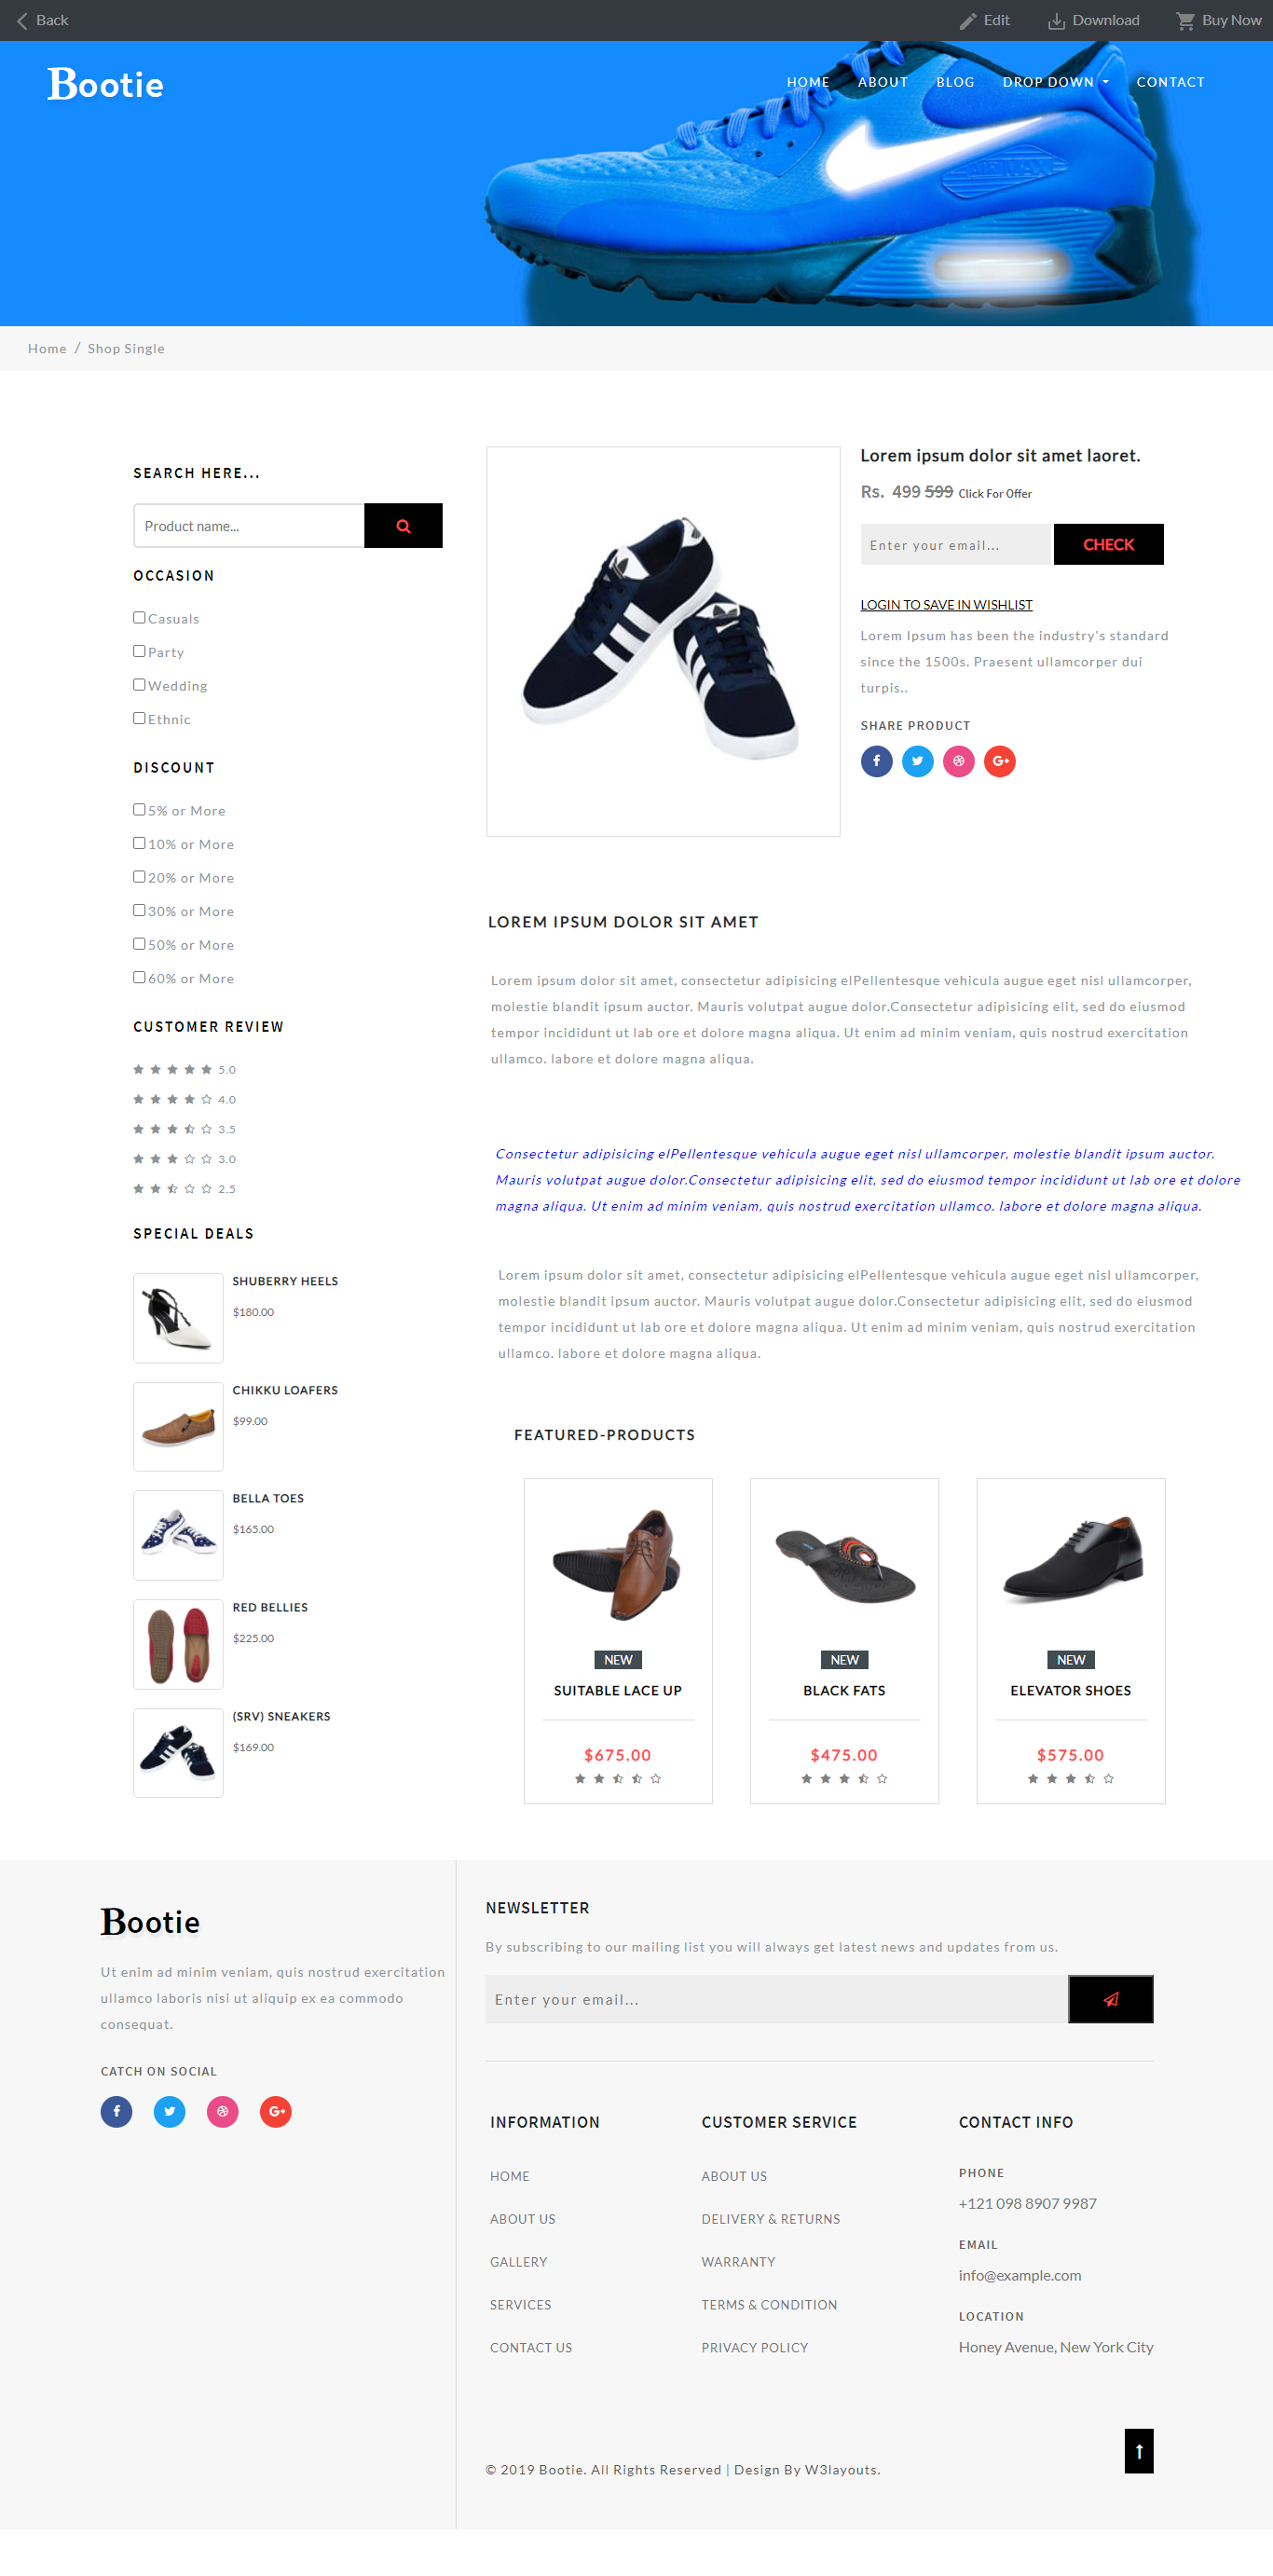 Back
Edit
Download
Buy Now
Bootie
HOME
ABOUT
BLOG
DROP DOWN
CONTACT
AIR MAX
Home / Shop Single
SEARCH HERE...
Product name...
OCCASION
Casuals
Party
Wedding
Ethnic
DISCOUNT
5% or More
10% or More
20% or More
30% or More
50% or More
60% or More
CUSTOMER REVIEW
5.0
4.0
3.5
3.0
2.5
SPECIAL DEALS
SHUBERRY HEELS
$180.00
CHIKKU LOAFERS
$99.00
BELLA TOES
$165.00
RED BELLIES
$225.00
(SRV) SNEAKERS
$169.00
Lorem ipsum dolor sit amet laoret.
Rs. 499 599 Click For Offer
Enter your email...
CHECK
LOGIN TO SAVE IN WISHLIST
Lorem Ipsum has been the industry's standard
since the 1500s. Praesent ullamcorper dui
turpis..
SHARE PRODUCT
LOREM IPSUM DOLOR SIT AMET
Lorem ipsum dolor sit amet, consectetur adipisicing elPellentesque vehicula augue eget nisl ullamcorper,
molestie blandit ipsum auctor. Mauris volutpat augue dolor.Consectetur adipisicing elit, sed do eiusmod
tempor incididunt ut lab ore et dolore magna aliqua. Ut enim ad minim veniam, quis nostrud exercitation
ullamco. labore et dolore magna aliqua.
Consectetur adipisicing elPellentesque vehicula augue eget nisl ullamcorper, molestie blandit ipsum auctor.
Mauris volutpat augue dolor.Consectetur adipisicing elit, sed do eiusmod tempor incididunt ut lab ore et dolore
magna aliqua. Ut enim ad minim veniam, quis nostrud exercitation ullamco. labore et dolore magna aliqua.
Lorem ipsum dolor sit amet, consectetur adipisicing elPellentesque vehicula augue eget nisl ullamcorper,
molestie blandit ipsum auctor. Mauris volutpat augue dolor.Consectetur adipisicing elit, sed do eiusmod
tempor incididunt ut lab ore et dolore magna aliqua. Ut enim ad minim veniam, quis nostrud exercitation
ullamco. labore et dolore magna aliqua.
FEATURED-PRODUCTS
NEW
SUITABLE LACE UP
$675.00
NEW
BLACK FATS
$475.00
NEW
ELEVATOR SHOES
$575.00
Bootie
Ut enim ad minim veniam, quis nostrud exercitation
ullamco laboris nisi ut aliquip ex ea commodo
consequat.
CATCH ON SOCIAL
NEWSLETTER
By subscribing to our mailing list you will always get latest news and updates from us.
Enter your email...
INFORMATION
HOME
ABOUT US
GALLERY
SERVICES
CONTACT US
CUSTOMER SERVICE
ABOUT US
DELIVERY & RETURNS
WARRANTY
TERMS & CONDITION
PRIVACY POLICY
CONTACT INFO
PHONE
+121 098 8907 9987
EMAIL
info@example.com
LOCATION
Honey Avenue, New York City
© 2019 Bootie. All Rights Reserved | Design By W3layouts.